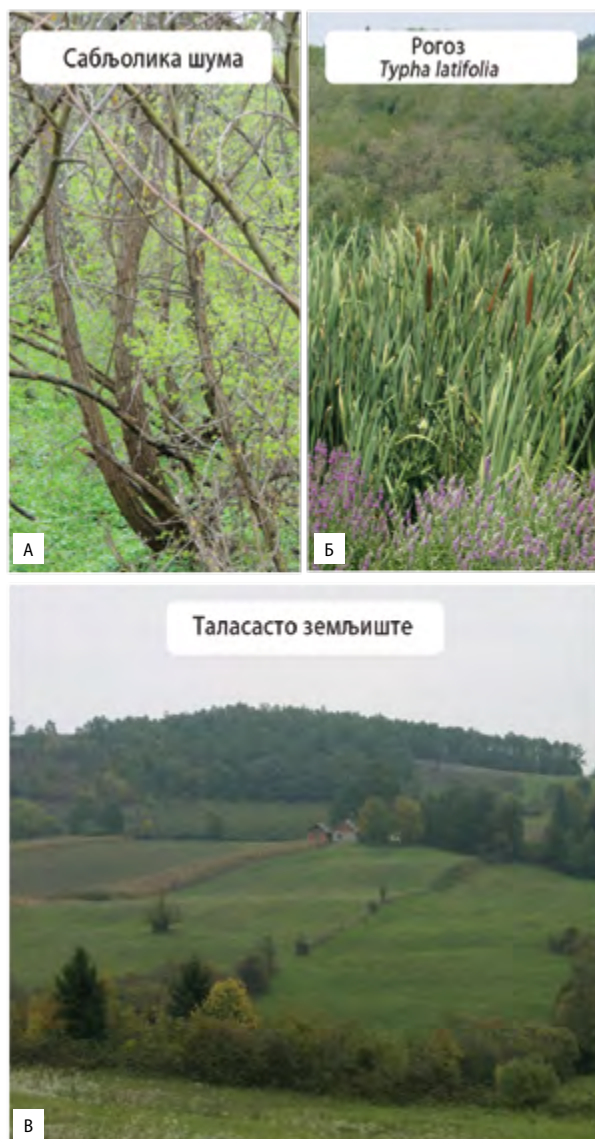 Сабљолика шума
Рогоз
Typha latifolia
А
Б
Таласасто земљиште
В